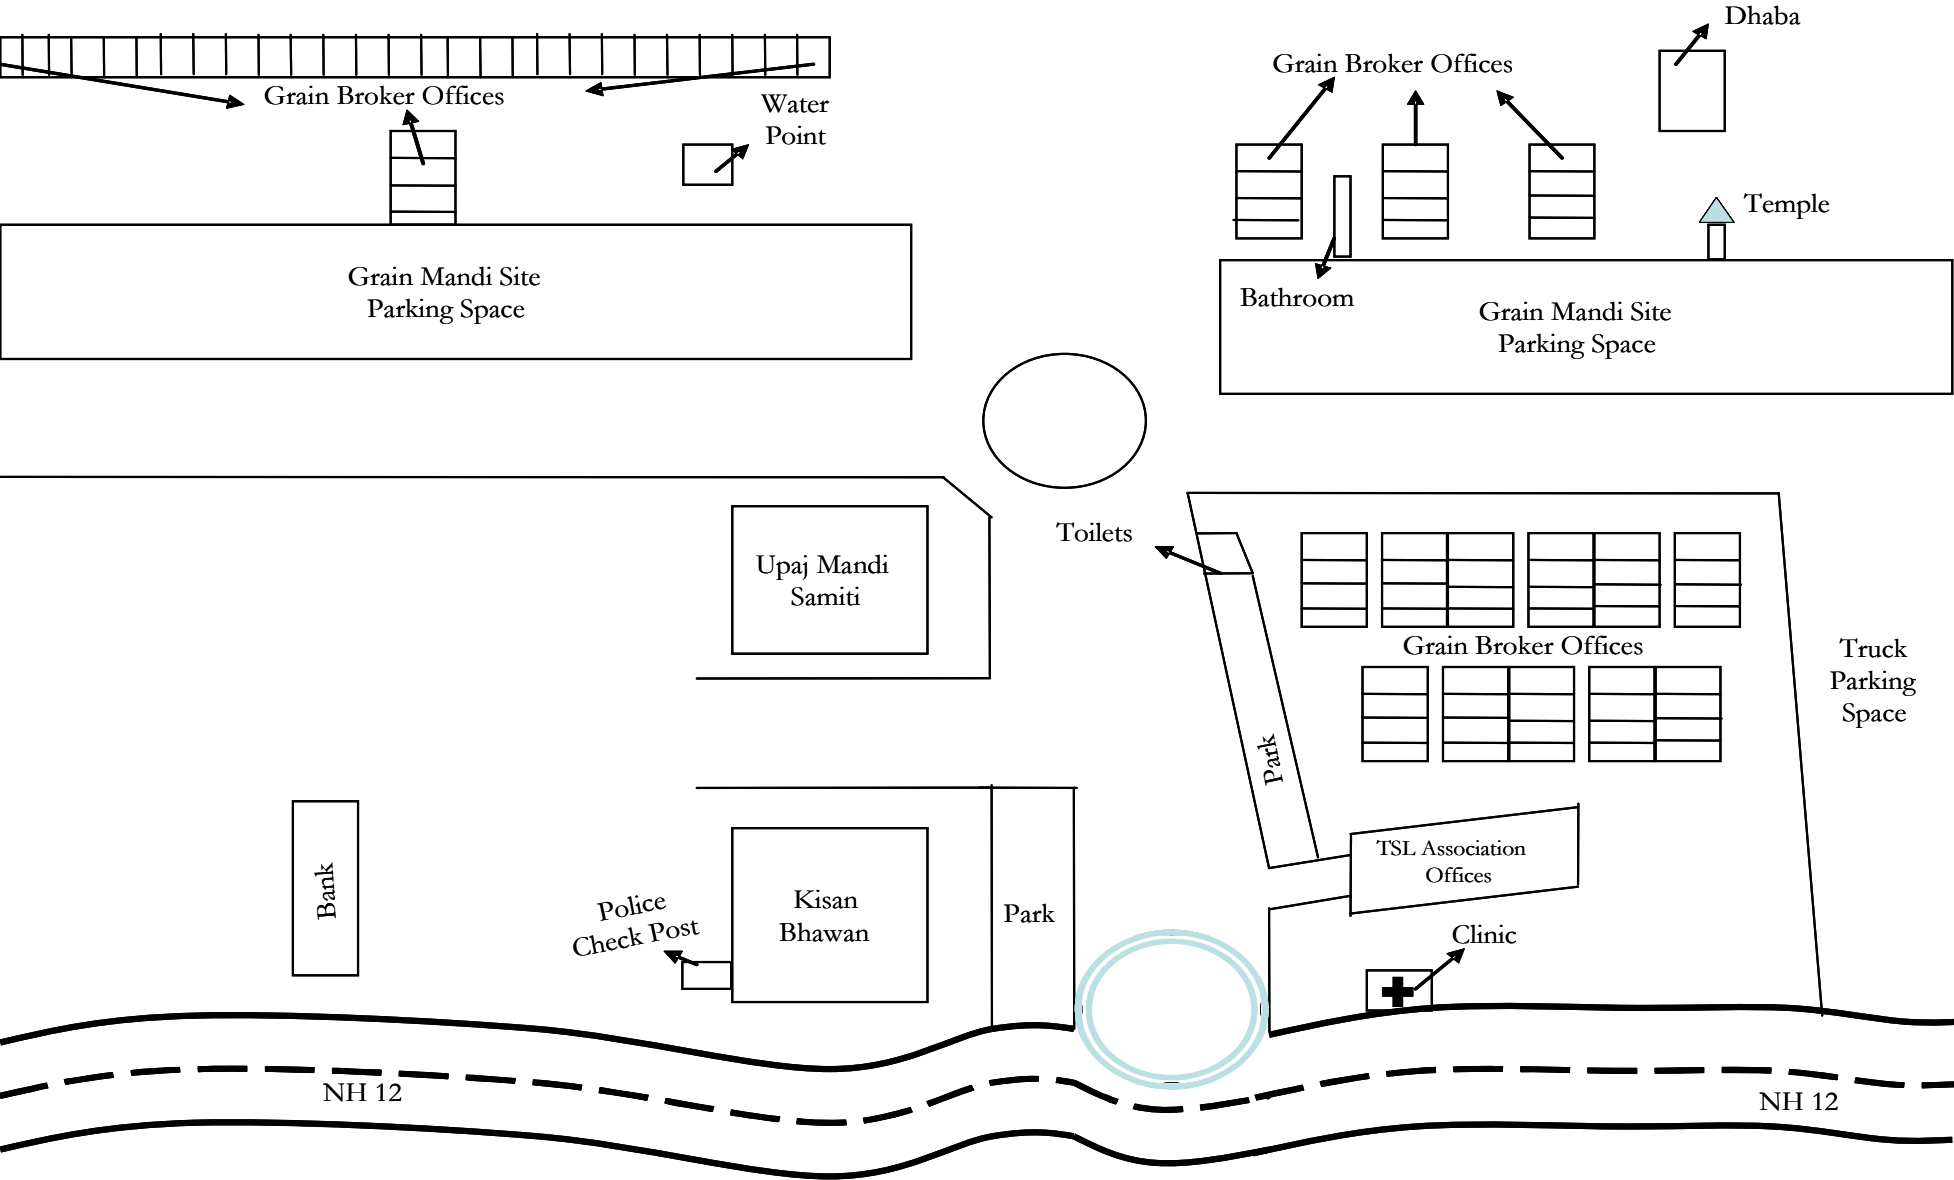 Dhaba
Grain Broker Offices
Grain Broker Offices
Water
Point
Temple
Grain Mandi Site
Parking Space
Bathroom
Grain Mandi Site
Parking Space
Toilets
Upaj Mandi
Samiti
Grain Broker Offices
Truck
Parking
Space
Park
TSL Association
Offices
Bank
Police
Check Post
Kisan
Bhawan
Park
Clinic
NH 12
NH 12